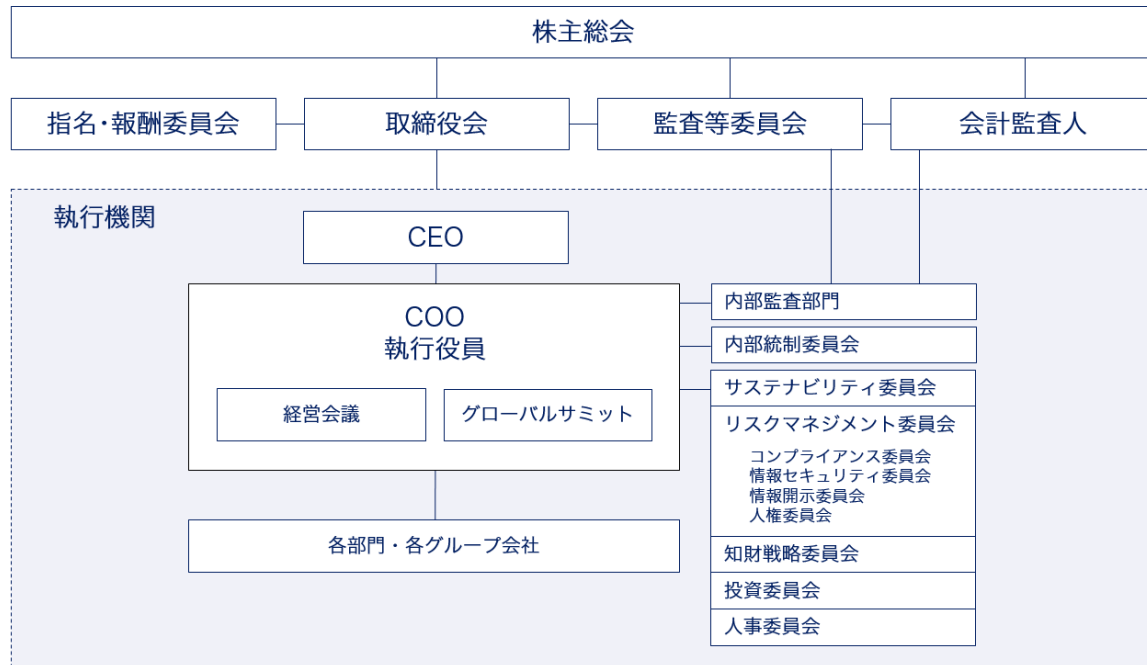 株主総会
指名・報酬委員会
取締役会
監査等委員会
会計監査人
執行機関
CEO
COO
執行役員
経営会議
グローバルサミット
各部門・各グループ会社
内部監査部門
内部統制委員会
サステナビリティ委員会
リスクマネジメント委員会
コンプライアンス委員会
情報セキュリティ委員会
情報開示委員会
人権委員会
知財戦略委員会
投資委員会
人事委員会